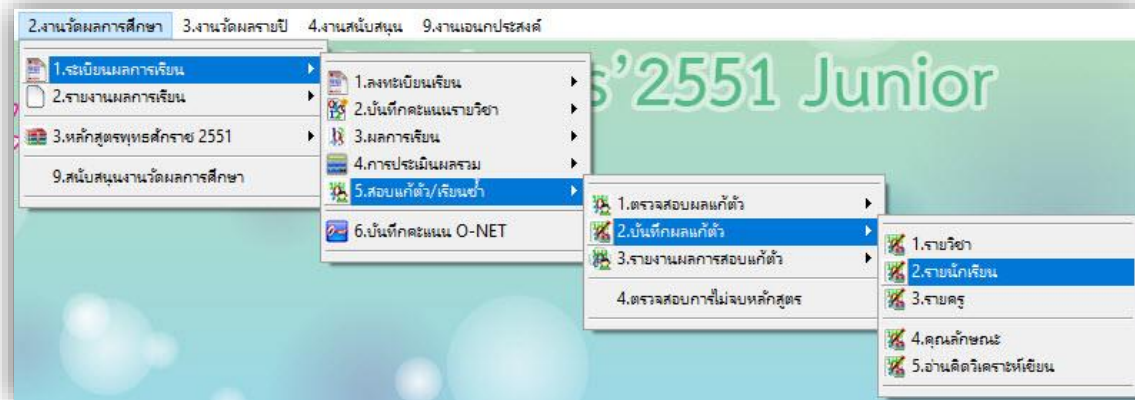 2.งานวัดผลการศึกษา 3.งานวัดผลรายปี 4.งานสนับสนุน 9.งานเอนกประสงค์
1.ระเบียนผลการเรียน
2.รายงานผลการเรียน
3.หลักสูตรพุทธศักราช 2551
9.สนับสนุนงานวัดผลการศึกษา
s'2551 Junior
1.ลงทะเบียนเรียน
2.บันทึกคะแนนรายวิชา
3.ผลการเรียน
4.การประเมินผลรวม
5.สอบแก้ตัว/เรียนซ้ำ
6.บันทึกคะแนน O-NET
1.ตรวจสอบผลแก้ตัว
2.บันทึกผลแก้ตัว
3.รายงานผลการสอบแก้ตัว
4.ตรวจสอบการไม่จบหลักสูตร
1.รายวิชา
2.รายนักเรียน
3.รายครู
4.คุณลักษณะ
5.อ่านคิดวิเคราะห์เขียน